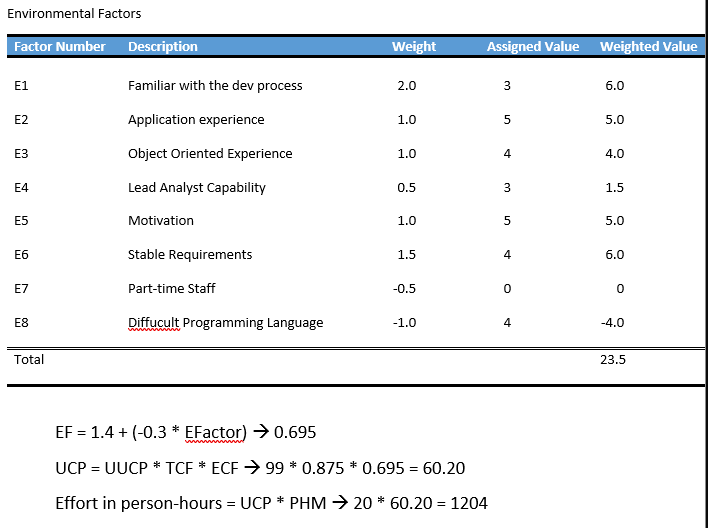 Environmental Factors
Factor Number Description Weight Assigned Value Weighted Value
E1 Familiar with the dev process 2.0 3 6.0
E2 Application experience 1.0 5 5.0
E3 Object Oriented Experience 1.0 4 4.0
E4 Lead Analyst Capability 0.5 3 1.5
E5 Motivation 1.0 5 5.0
E6 Stable Requirements 1.5 4 6.0
E7 Part-time Staff -0.5 0 0
E8 Diffucult Programming Language -1.0 4 -4.0
Total 23.5
EF = 1.4 + (-0.3 * EFactor) → 0.695
UCP = UUCP * TCF * ECF → 99 * 0.875 * 0.695 = 60.20
Effort in person-hours = UCP * PHM → 20 * 60.20 = 1204